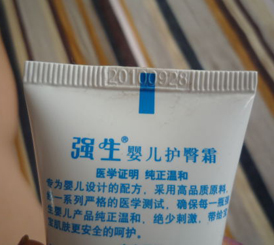 20100928
强生®婴儿护臀霜
医学证明 纯正温和
专为婴儿设计的配方、采用高品质原料,
一系列严格的医学测试, 确保每一瓶强
生婴儿产品纯正温和、绝少刺激, 带给宝
宝肌肤更安全的呵护。